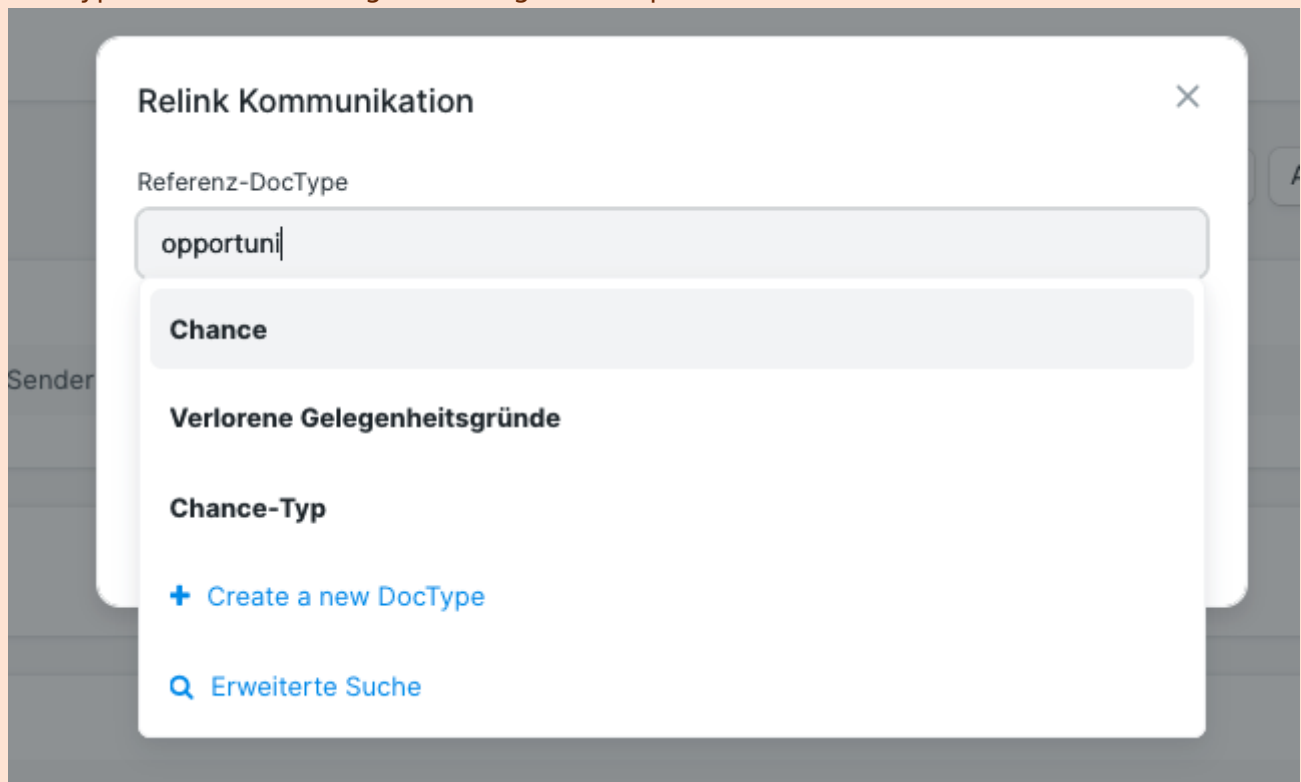 Relink Kommunikation
Referenz-DocType
opportuni
Chance
Sender
Verlorene Gelegenheitsgründe
Chance-Typ
Create a new DocType
Erweiterte Suche